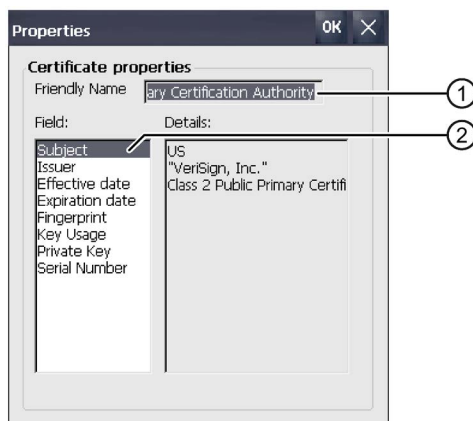 Properties OK
Certificate properties
Friendly Name ary Certification Authority 1
Field: Details: 2
Subject US
Issuer "VeriSign, Inc."
Effective date Class 2 Public Primary Certifi
Expiration date
Fingerprint
Key Usage
Private Key
Serial Number